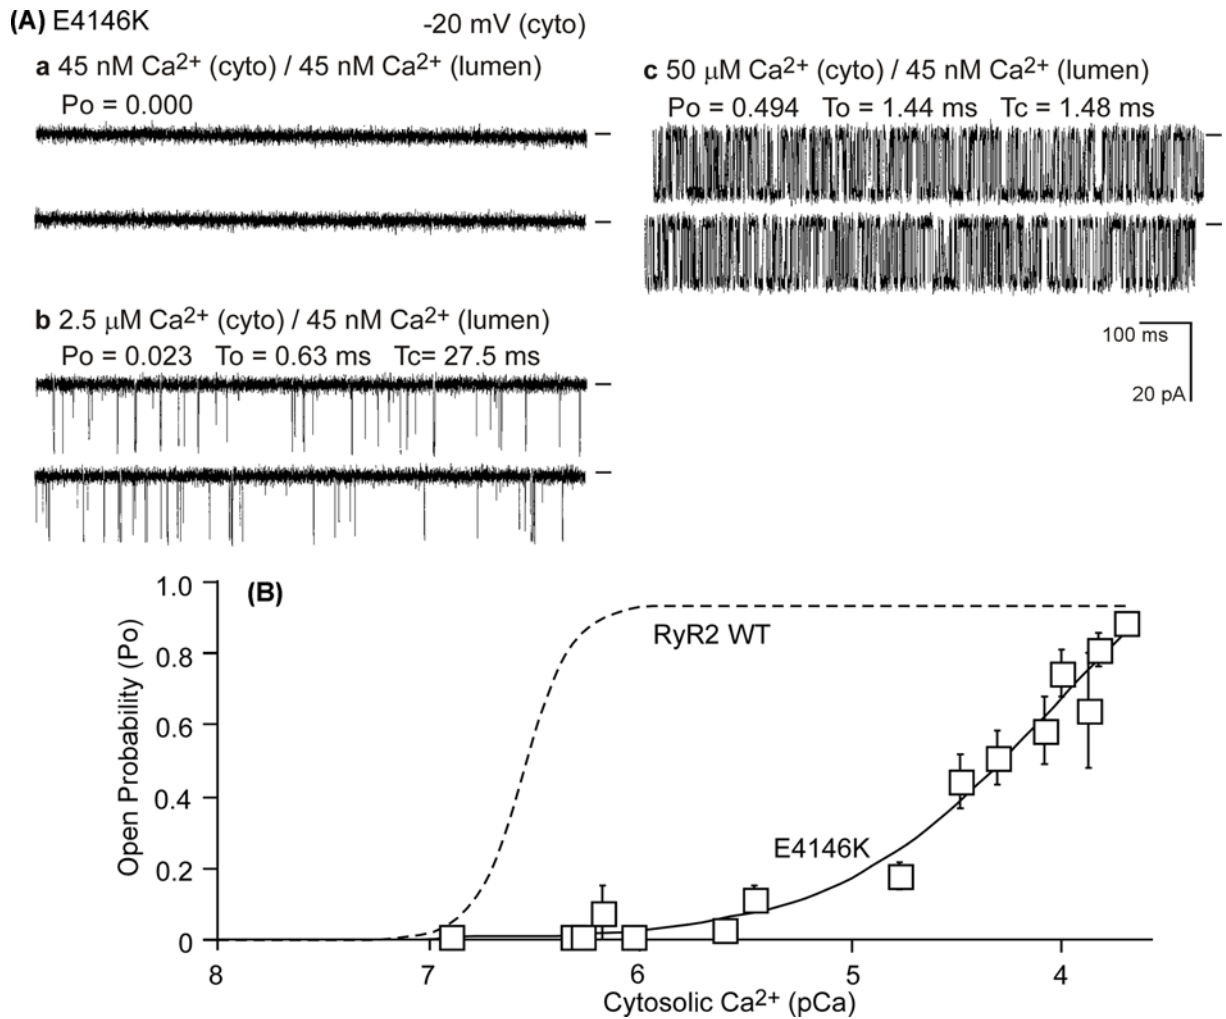 (A) E4146K -20 mV (cyto)
a 45 nM Ca²⁺ (cyto) / 45 nM Ca²⁺ (lumen)
Po = 0.000
b 2.5 μM Ca²⁺ (cyto) / 45 nM Ca²⁺ (lumen)
Po = 0.023 To = 0.63 ms Tc= 27.5 ms
c 50 μM Ca²⁺ (cyto) / 45 nM Ca²⁺ (lumen)
Po = 0.494 To = 1.44 ms Tc = 1.48 ms
100 ms
20 pA
(B)
Open Probability (Po)
1.0
0.8
0.6
0.4
0.2
0
RyR2 WT
E4146K
8 7 6 5 4
Cytosolic Ca²⁺ (pCa)